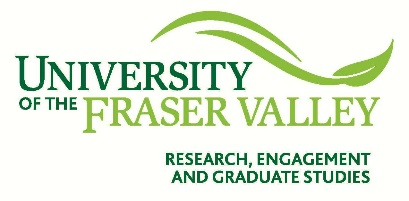 UNIVERSITY
OF THE FRASER VALLEY
RESEARCH, ENGAGEMENT
AND GRADUATE STUDIES